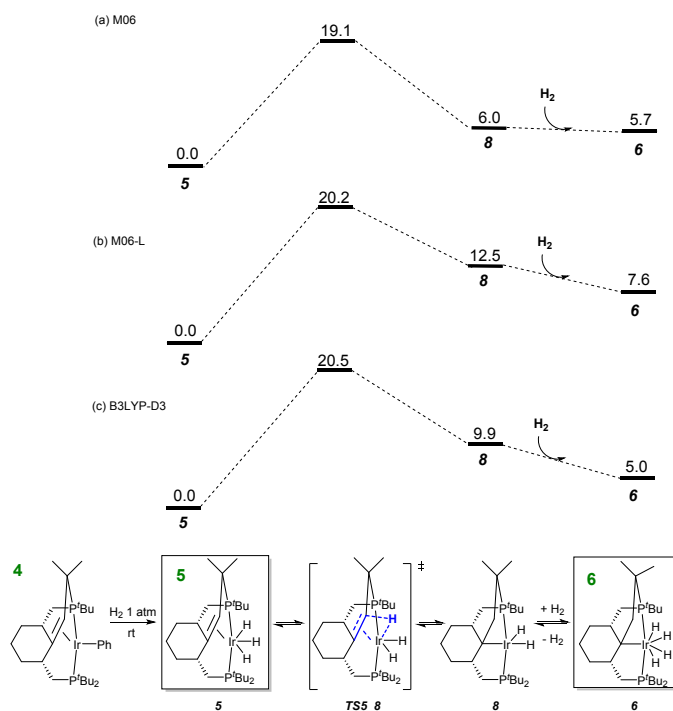 (a) M06
19.1
H2
0.0
6.0
5.7
5
8
6
(b) M06-L
20.2
H2
12.5
7.6
0.0
8
6
5
(c) B3LYP-D3
20.5
H2
9.9
5.0
0.0
8
6
5
4
5
‡
6
PtBu
PtBu
PtBu H
PtBu
PtBu
H2 1 atm
rt
+ H2
- H2
Ir Ph
Ir H H H
Ir H H
Ir H H
Ir H H H H
PtBu2
PtBu2
PtBu2
PtBu2
PtBu2
5
TS5 8
8
6